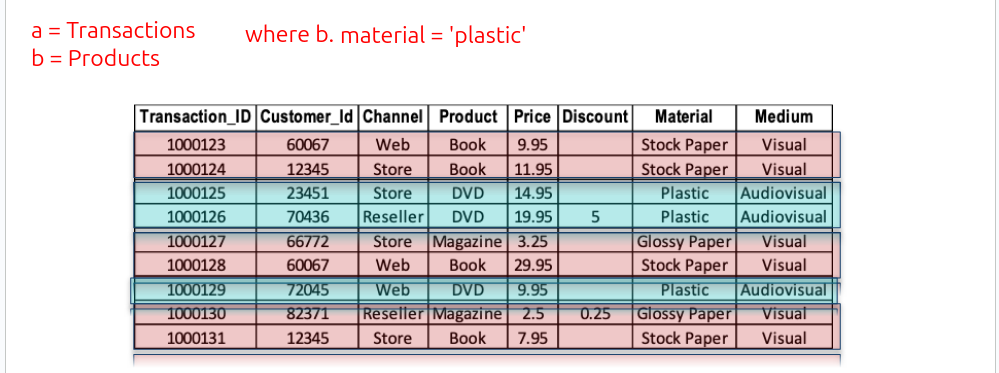 a = Transactions
b = Products
where b. material = 'plastic'
Transaction_ID Customer_Id Channel Product Price Discount Material Medium
1000123 60067 Web Book 9.95 Stock Paper Visual
1000124 12345 Store Book 11.95 Stock Paper Visual
1000125 23451 Store DVD 14.95 Plastic Audiovisual
1000126 70436 Reseller DVD 19.95 5 Plastic Audiovisual
1000127 66772 Store Magazine 3.25 Glossy Paper Visual
1000128 60067 Web Book 29.95 Stock Paper Visual
1000129 72045 Web DVD 9.95 Plastic Audiovisual
1000130 82371 Reseller Magazine 2.5 0.25 Glossy Paper Visual
1000131 12345 Store Book 7.95 Stock Paper Visual